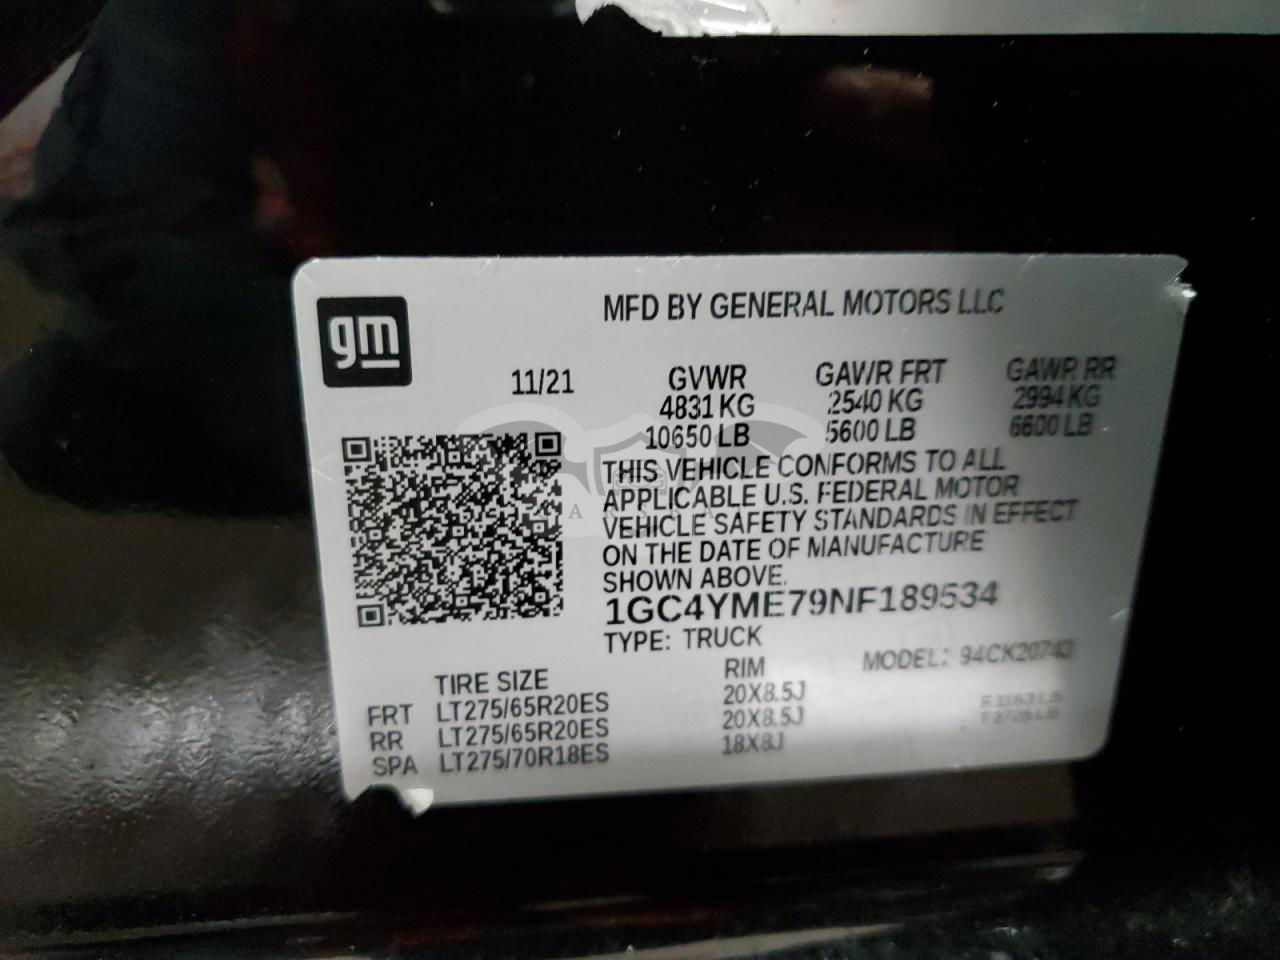 MFD BY GENERAL MOTORS LLC
gm
11/21 GVWR GAWR FRT GAWR RR
4831 KG 2540 KG 2994 KG
10650 LB 5600 LB 6600 LB
THIS VEHICLE CONFORMS TO ALL
APPLICABLE U.S. FEDERAL MOTOR
VEHICLE SAFETY STANDARDS IN EFFECT
ON THE DATE OF MANUFACTURE
SHOWN ABOVE.
1GC4YME79NF189534
TYPE: TRUCK MODEL: 94CK20743
TIRE SIZE RIM
FRT LT275/65R20ES 20X8.5J
RR LT275/65R20ES 20X8.5J
SPA LT275/70R18ES 18X8J